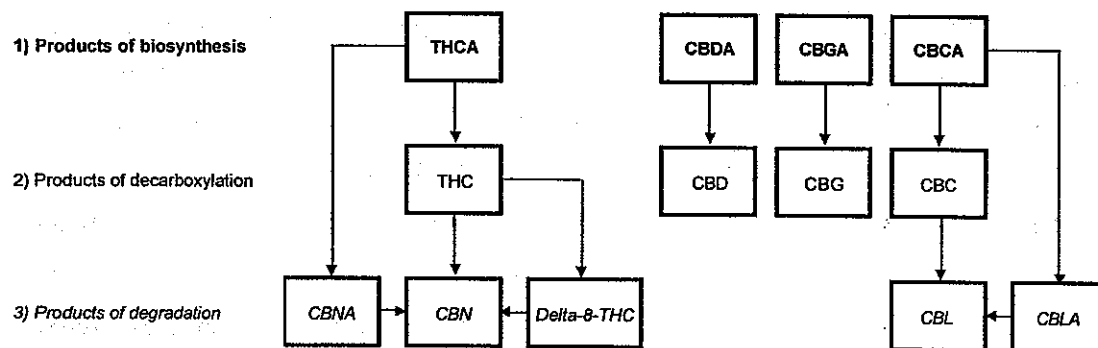 1) Products of biosynthesis
THCA
CBDA
CBGA
CBCA
2) Products of decarboxylation
THC
CBD
CBG
CBC
3) Products of degradation
CBNA
CBN
Delta-8-THC
CBL
CBLA